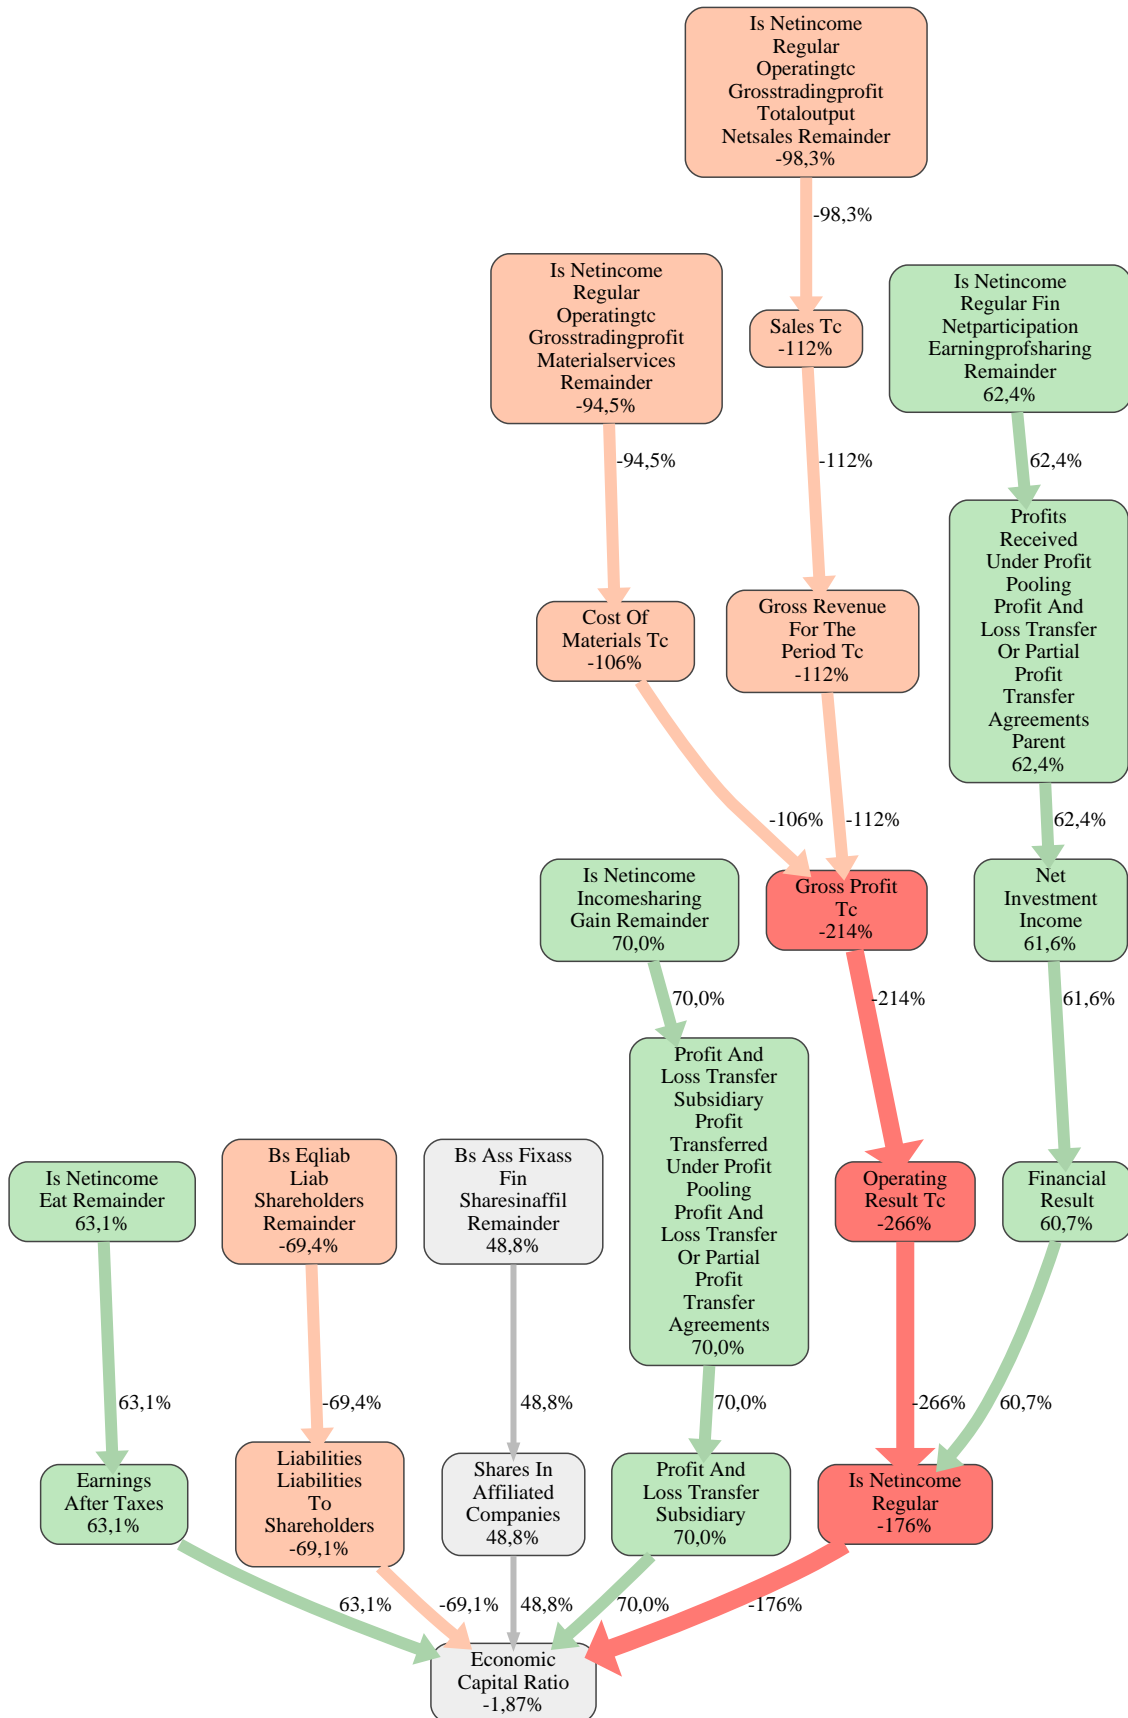 Is Netincome
Regular
Operatingtc
Grosstradingprofit
Totaloutput
Netsales Remainder
-98,3%
-98,3%
Is Netincome
Regular
Operatingtc
Grosstradingprofit
Materialservices
Remainder
-94,5%
Sales Tc
-112%
Is Netincome
Regular Fin
Netparticipation
Earningprofsharing
Remainder
62,4%
-94,5%
-112%
62,4%
Profits
Received
Under Profit
Pooling
Profit And
Loss Transfer
Or Partial
Profit
Transfer
Agreements
Parent
62,4%
Cost Of
Materials Tc
-106%
Gross Revenue
For The
Period Tc
-112%
-106%
-112%
62,4%
Is Netincome
Incomesharing
Gain Remainder
70,0%
Gross Profit
Tc
-214%
Net
Investment
Income
61,6%
70,0%
-214%
61,6%
Profit And
Loss Transfer
Subsidiary
Profit
Transferred
Under Profit
Pooling
Profit And
Loss Transfer
Or Partial
Profit
Transfer
Agreements
70,0%
Is Netincome
Eat Remainder
63,1%
Bs Eqliab
Liab
Shareholders
Remainder
-69,4%
Bs Ass Fixass
Fin
Sharesinaffil
Remainder
48,8%
Operating
Result Tc
-266%
Financial
Result
60,7%
63,1%
-69,4%
48,8%
70,0%
-266%
60,7%
Earnings
After Taxes
63,1%
Liabilities
Liabilities
To
Shareholders
-69,1%
Shares In
Affiliated
Companies
48,8%
Profit And
Loss Transfer
Subsidiary
70,0%
Is Netincome
Regular
-176%
63,1%
-69,1%
48,8%
70,0%
-176%
Economic
Capital Ratio
-1,87%